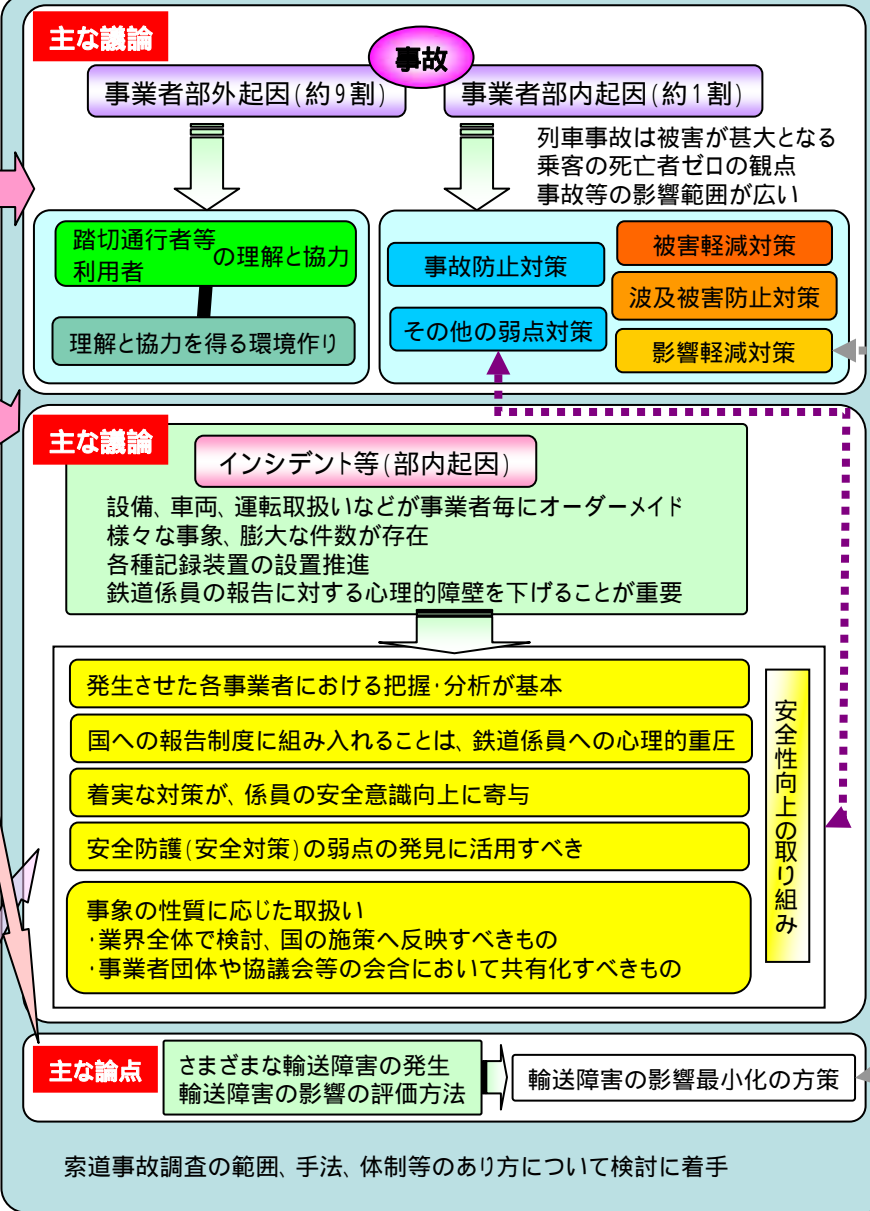 主な議論
事故
事業者部外起因(約9割)
事業者部内起因(約1割)
列車事故は被害が甚大となる
乗客の死亡者ゼロの観点
事故等の影響範囲が広い
踏切通行者等
利用者
の理解と協力
理解と協力を得る環境作り
事故防止対策
その他の弱点対策
被害軽減対策
波及被害防止対策
影響軽減対策
主な議論
インシデント等(部内起因)
設備、車両、運転取扱いなどが事業者毎にオーダーメイド
様々な事象、膨大な件数が存在
各種記録装置の設置推進
鉄道係員の報告に対する心理的障壁を下げることが重要
発生させた各事業者における把握・分析が基本
国への報告制度に組み入れることは、鉄道係員への心理的重圧
着実な対策が、係員の安全意識向上に寄与
安全防護(安全対策)の弱点の発見に活用すべき
事象の性質に応じた取扱い
・業界全体で検討、国の施策へ反映すべきもの
・事業者団体や協議会等の会合において共有化すべきもの
安全性向上の取り組み
主な論点
さまざまな輸送障害の発生
輸送障害の影響の評価方法
輸送障害の影響最小化の方策
索道事故調査の範囲、手法、体制等のあり方について検討に着手